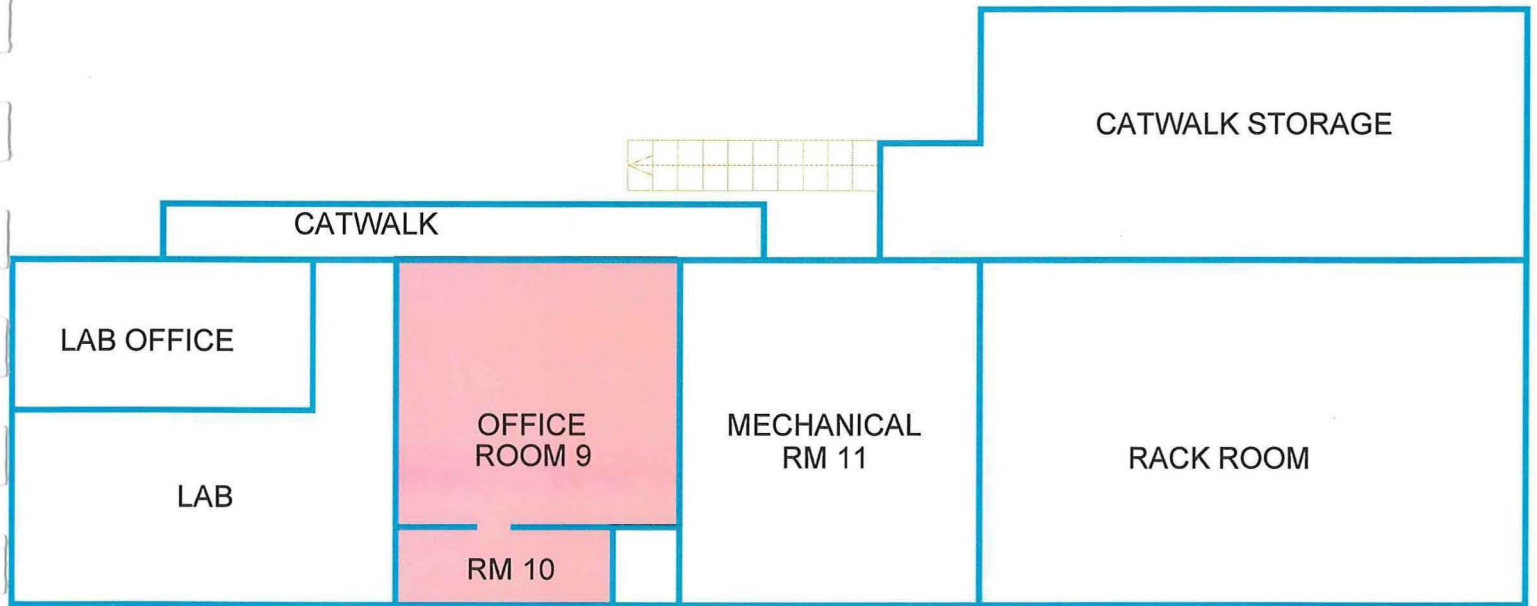 CATWALK STORAGE
CATWALK
LAB OFFICE
OFFICE
ROOM 9
MECHANICAL
RM 11
RACK ROOM
LAB
RM 10